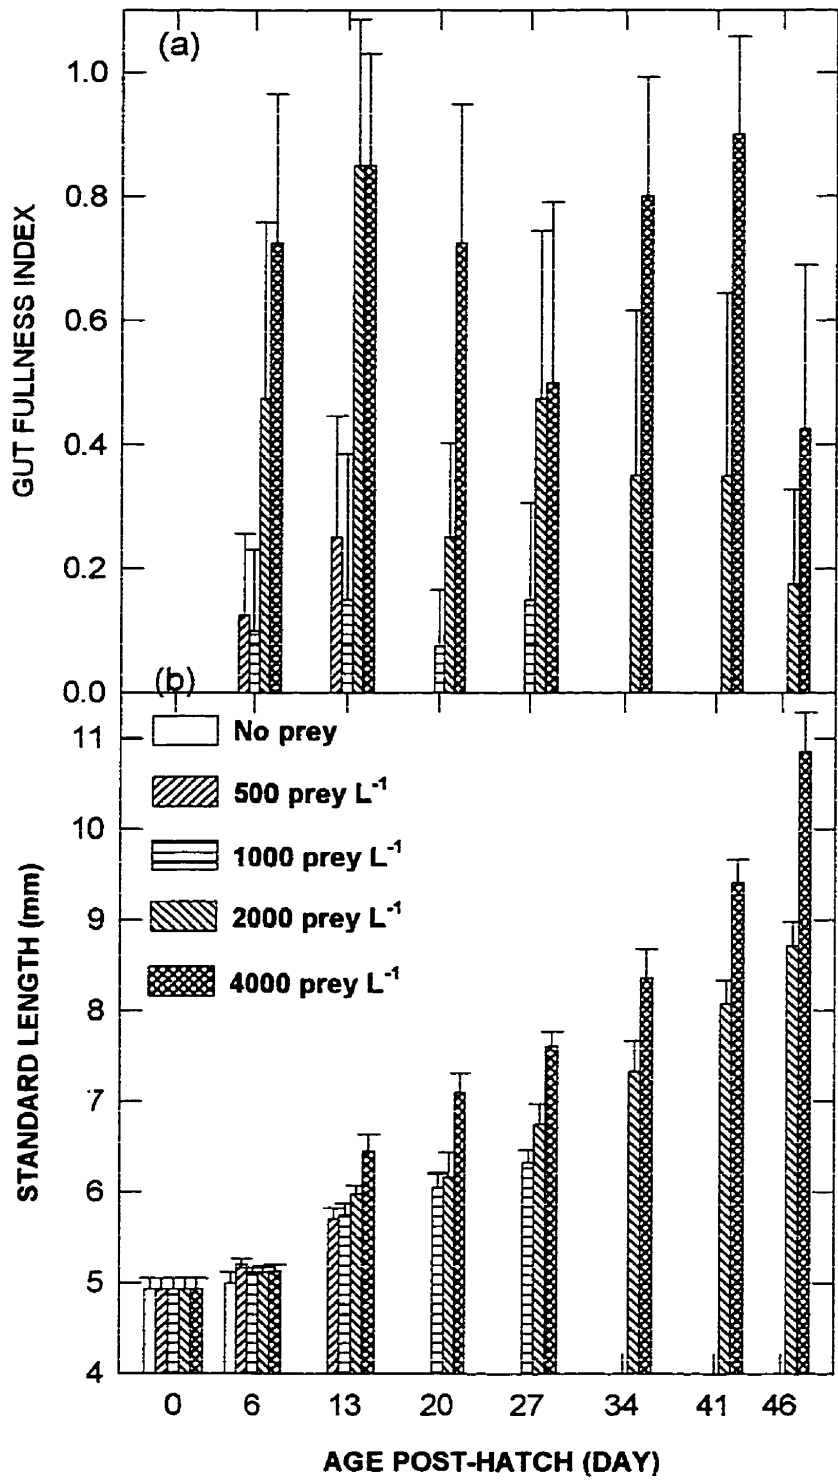 (a)
GUT FULLNESS INDEX
1.0
0.8
0.6
0.4
0.2
0.0
(b)
No prey
500 prey L⁻¹
1000 prey L⁻¹
2000 prey L⁻¹
4000 prey L⁻¹
STANDARD LENGTH (mm)
11
10
9
8
7
6
5
4
0 6 13 20 27 34 41 46
AGE POST-HATCH (DAY)